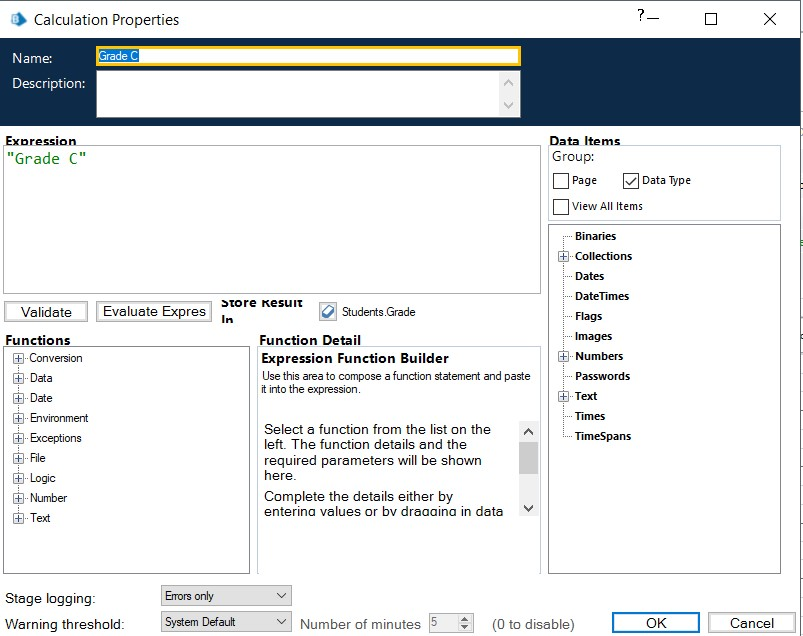 Calculation Properties
?
Name: Grade C
Description:
Expression
"Grade C"
Data Items
Group:
Page Data Type
View All Items
Binaries
Collections
Dates
DateTimes
Flags
Images
Numbers
Passwords
Text
Times
TimeSpans
Validate Evaluate Expres Store Result In Students.Grade
Functions
Conversion
Data
Date
Environment
Exceptions
File
Logic
Number
Text
Function Detail
Expression Function Builder
Use this area to compose a function statement and paste
it into the expression.
Select a function from the list on the
left. The function details and the
required parameters will be shown
here.
Complete the details either by
entering values or by dragging in data
Stage logging: Errors only
Warning threshold: System Default Number of minutes 5 (0 to disable)
OK Cancel